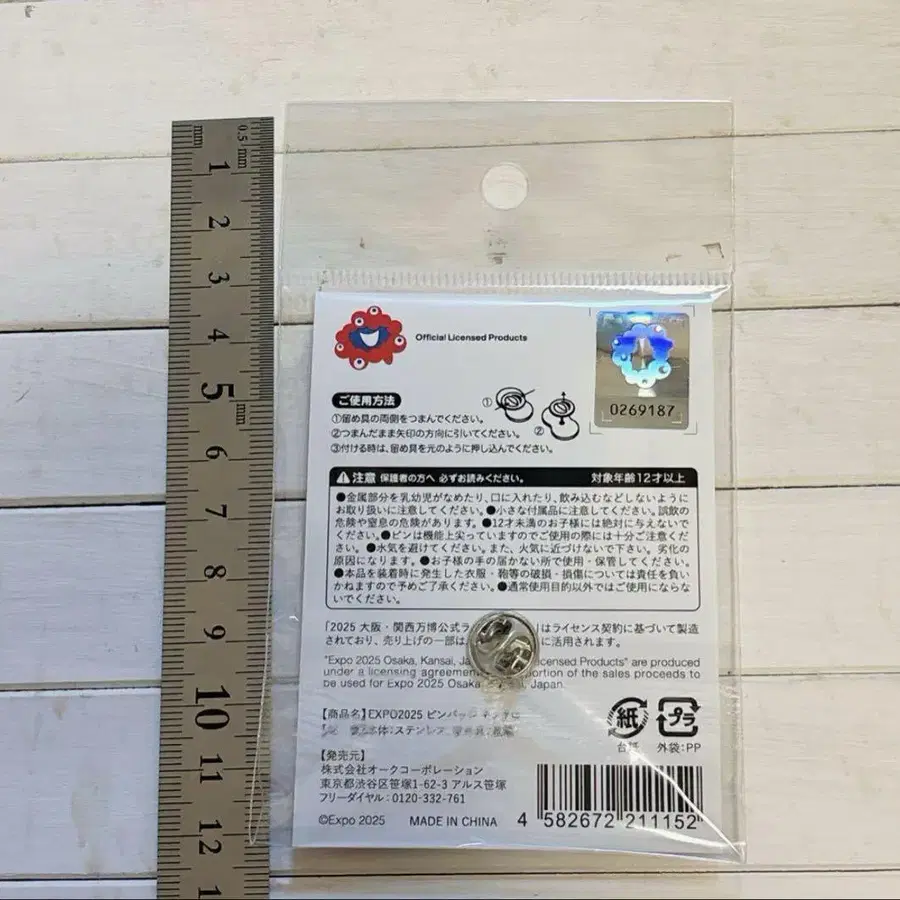 mm
0.5 mm
1
2
3
4
5
mm
6
7
8
9
10
11
12
1
Official Licensed Products
0269187
ご使用方法
①留め具の両側をつまんでください。
②つまんだまま矢印の方向に引いてください。
③付ける時は、留め具を元のように押し込んでください。
①
②
注意 保護者の方へ 必ずお読みください。 対象年齢12才以上
●金属部分を乳幼児がなめたり、口に入れたり、飲み込むなどしないように
お取り扱いに注意してください。●小さな付属品に注意してください。誤飲の
危険や窒息の危険があります。●12才未満のお子様には絶対に与えないで
ください。●ピンは機能上尖っていますのでご使用の際には十分ご注意くださ
い。●水気を避けてください。また、火気に近づけないで下さい。劣化の
原因になります。●お子様の手の届かない所で使用・保管してください。
●本品を装着時に発生した衣服・鞄等の破損・損傷については責任を負い
かねますので予めご了承ください。●通常使用目的以外ではご使用にならな
いでください。
「2025 大阪・関西万博公式ラ はライセンス契約に基づいて製造
されており、売り上げの一部は に活用されます。
"Expo 2025 Osaka, Kansai, Ja Licensed Products" are produced
under a licensing agreemen portion of the sales proceeds to
be used for Expo 2025 Osaka Japan.
【商品名】EXPO2025 ピンバッジ
本体:ステンレス
【発売元】
株式会社オークコーポレーション
東京都渋谷区笹塚1-62-3 アルス笹塚
フリーダイヤル:0120-332-761
©Expo 2025 MADE IN CHINA
紙
台紙
プラ
外袋:PP
4 582672 211152